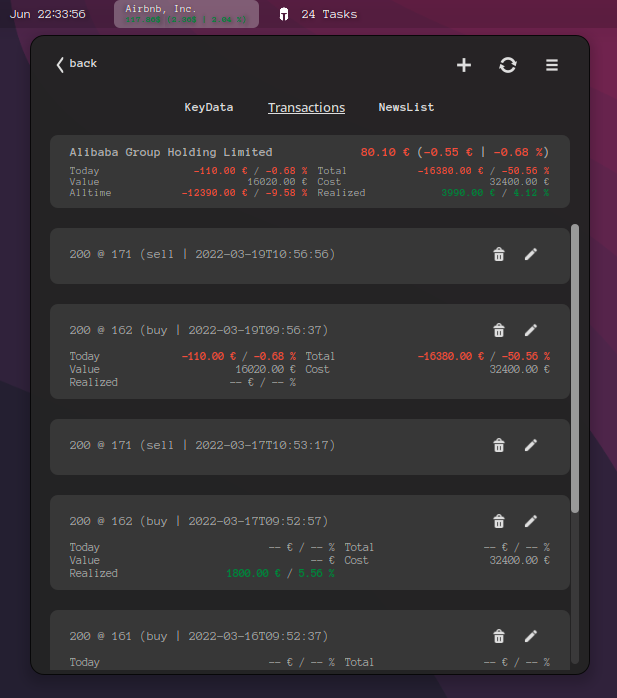 Jun 22:33:56
Airbnb, Inc.
24 Tasks
back
KeyData Transactions NewsList
Alibaba Group Holding Limited 80.10 € (-0.55 € | -0.68 %)
Today -110.00 € / -0.68 % Total -16380.00 € / -50.56 %
Value 16020.00 € Cost 32400.00 €
Alltime -12390.00 € / -9.58 % Realized 3990.00 € / 4.12 %
200 @ 171 (sell | 2022-03-19T10:56:56)
200 @ 162 (buy | 2022-03-19T09:56:37)
Today -110.00 € / -0.68 % Total -16380.00 € / -50.56 %
Value 16020.00 € Cost 32400.00 €
Realized -- € / -- %
200 @ 171 (sell | 2022-03-17T10:53:17)
200 @ 162 (buy | 2022-03-17T09:52:57)
Today -- € / -- % Total -- € / -- %
Value -- € Cost 32400.00 €
Realized 1800.00 € / 5.56 %
200 @ 161 (buy | 2022-03-16T09:52:37)
Today -- € / -- % Total -- € / -- %